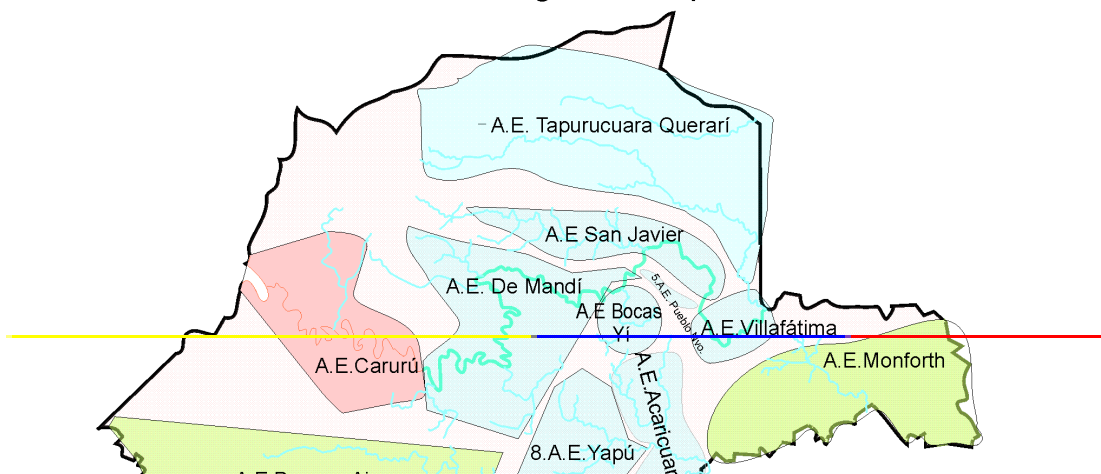 A.E. Tapurucuara Querarí
A.E San Javier
A.E. De Mandí
5.A.E. Pueblo Nvo.
A.E Bocas
Yí
A.E.Villafátima
A.E.Carurú
A.E.Monforth
A.E.Acaricuar
8.A.E.Yapú